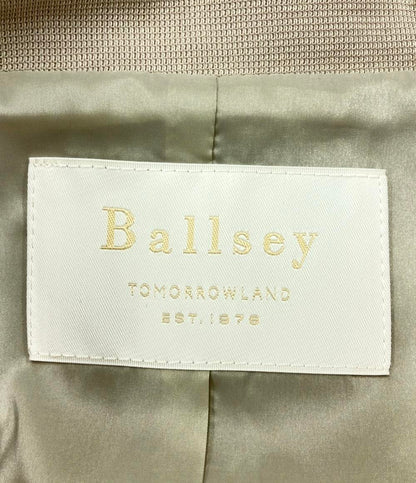 Ballsey
TOMORROWLAND
EST. 1978